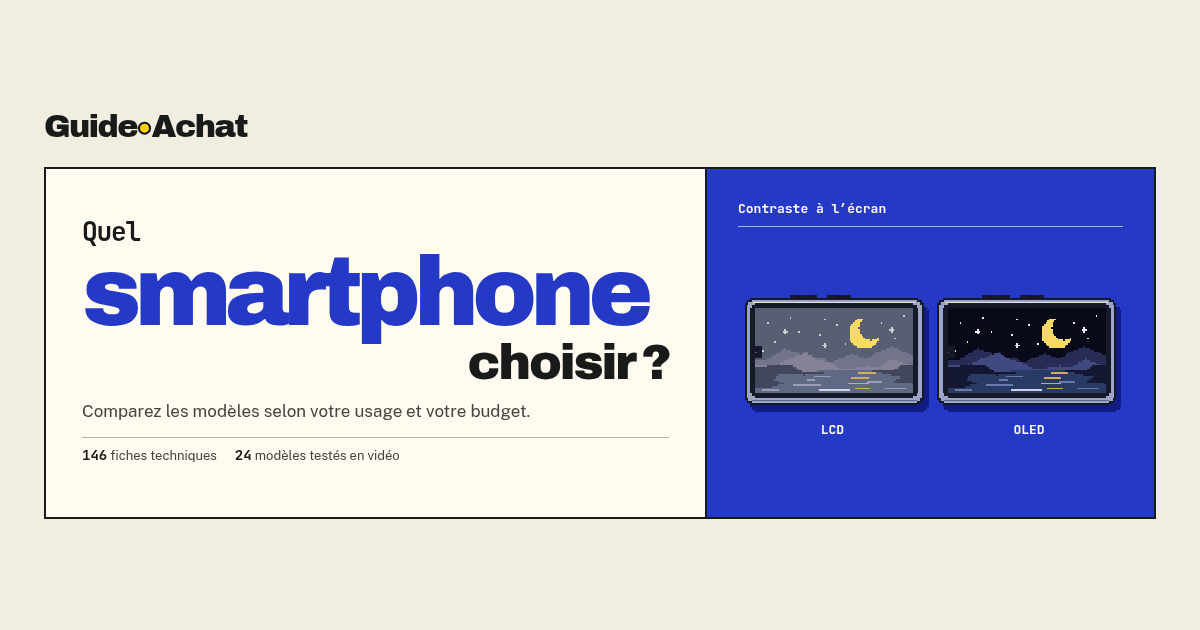 Guide Achat
Quel
smartphone
choisir ?
Comparez les modèles selon votre usage et votre budget.
146 fiches techniques 24 modèles testés en vidéo
Contraste à l’écran
LCD OLED